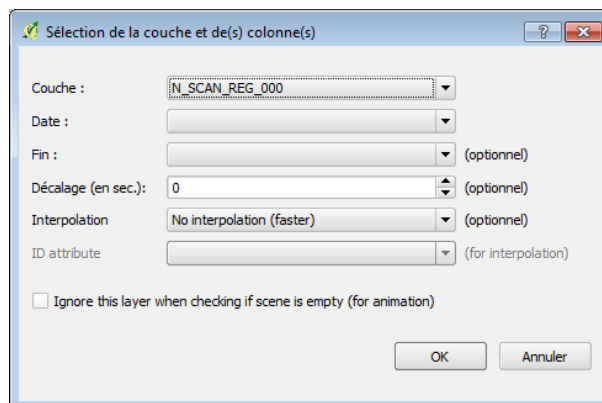 Sélection de la couche et de(s) colonne(s)
Couche : N_SCAN_REG_000
Date :
Fin : (optionnel)
Décalage (en sec.): 0 (optionnel)
Interpolation No interpolation (faster) (optionnel)
ID attribute (for interpolation)
Ignore this layer when checking if scene is empty (for animation)
OK Annuler